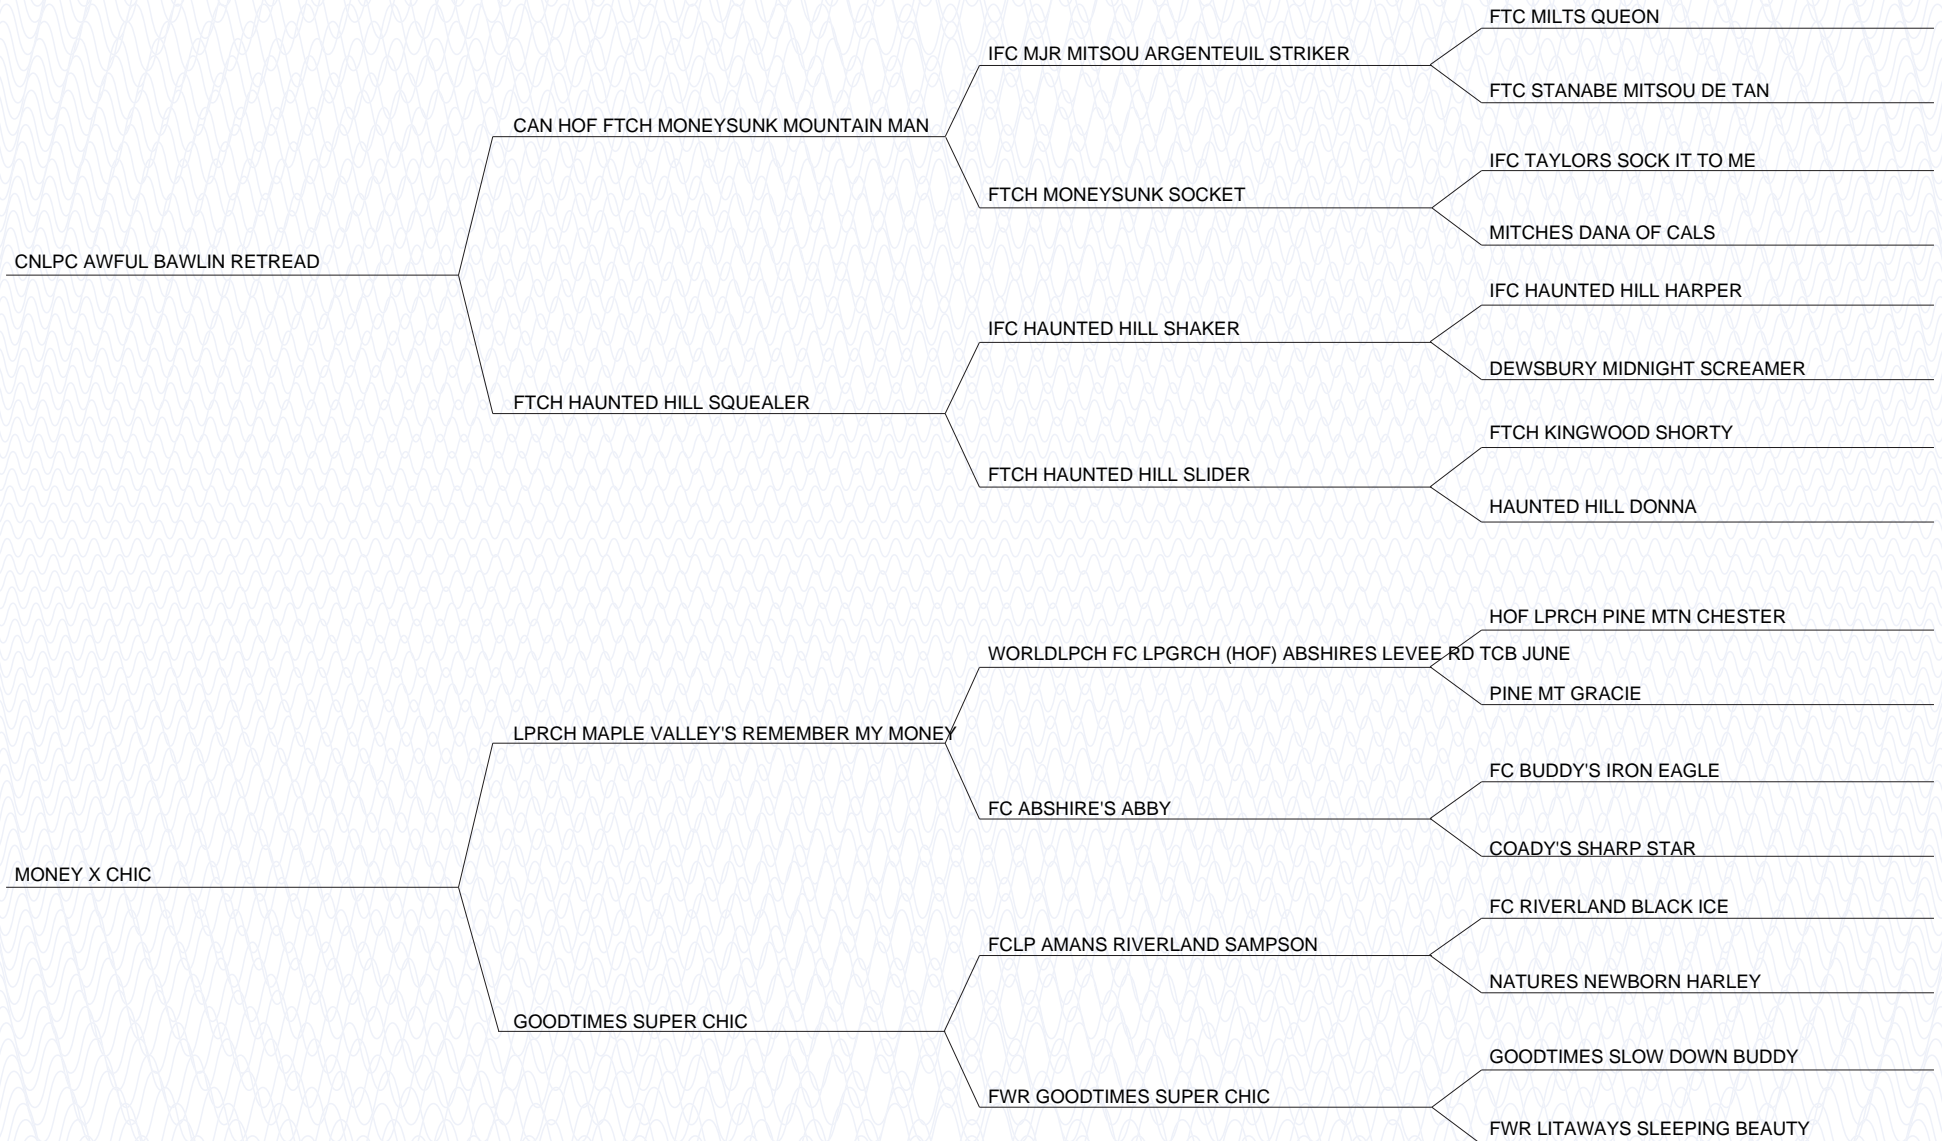 FTC MILTS QUEON
IFC MJR MITSOU ARGENTEUIL STRIKER
FTC STANABE MITSOU DE TAN
CAN HOF FTCH MONEYSUNK MOUNTAIN MAN
IFC TAYLORS SOCK IT TO ME
FTCH MONEYSUNK SOCKET
MITCHES DANA OF CALS
CNLPC AWFUL BAWLIN RETREAD
IFC HAUNTED HILL HARPER
IFC HAUNTED HILL SHAKER
DEWSBURY MIDNIGHT SCREAMER
FTCH HAUNTED HILL SQUEALER
FTCH KINGWOOD SHORTY
FTCH HAUNTED HILL SLIDER
HAUNTED HILL DONNA
HOF LPRCH PINE MTN CHESTER
WORLDLPCH FC LPGRCH (HOF) ABSHIRES LEVEE RD TCB JUNE
PINE MT GRACIE
LPRCH MAPLE VALLEY'S REMEMBER MY MONEY
FC BUDDY'S IRON EAGLE
FC ABSHIRE'S ABBY
COADY'S SHARP STAR
MONEY X CHIC
FC RIVERLAND BLACK ICE
FCLP AMANS RIVERLAND SAMPSON
NATURES NEWBORN HARLEY
GOODTIMES SUPER CHIC
GOODTIMES SLOW DOWN BUDDY
FWR GOODTIMES SUPER CHIC
FWR LITAWAYS SLEEPING BEAUTY